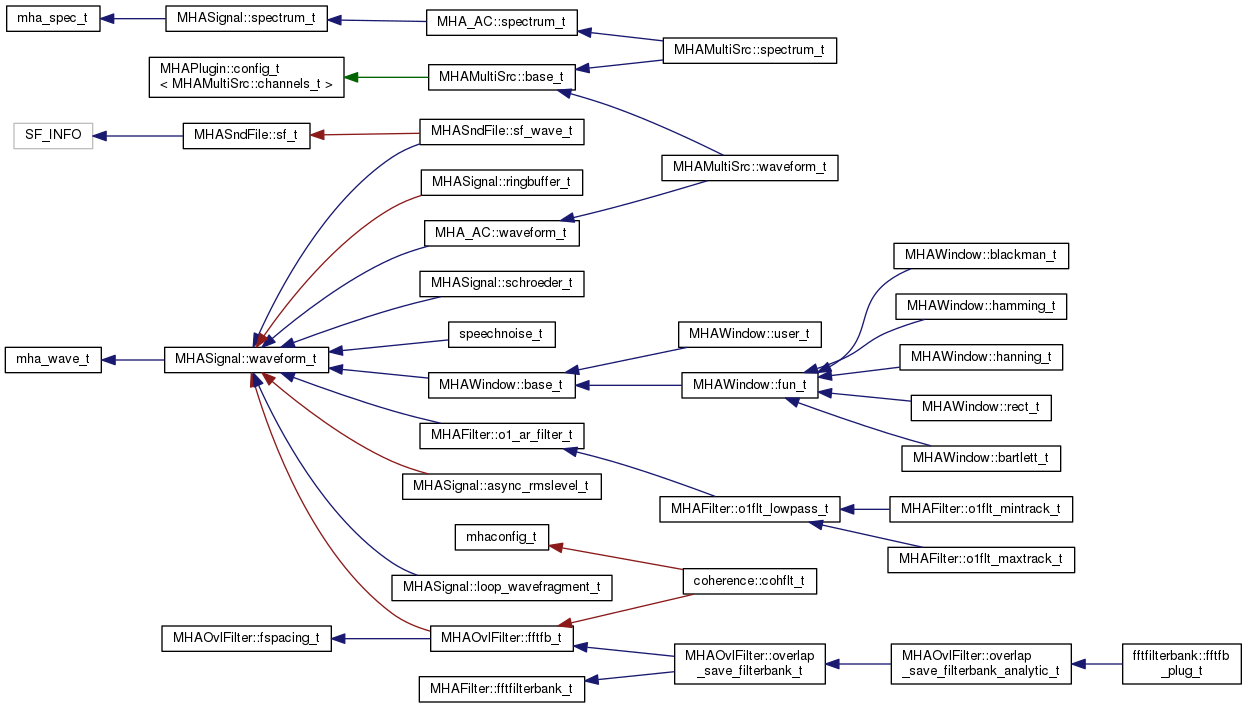 mha_spec_t
MHASignal::spectrum_t
MHA_AC::spectrum_t
MHAMultiSrc::spectrum_t
MHAPlugin::config_t
< MHAMultiSrc::channels_t >
MHAMultiSrc::base_t
SF_INFO
MHASndFile::sf_t
MHASndFile::sf_wave_t
MHAMultiSrc::waveform_t
MHASignal::ringbuffer_t
MHA_AC::waveform_t
MHASignal::schroeder_t
speechnoise_t
mha_wave_t
MHASignal::waveform_t
MHAWindow::base_t
MHAWindow::user_t
MHAWindow::fun_t
MHAWindow::blackman_t
MHAWindow::hamming_t
MHAWindow::hanning_t
MHAWindow::rect_t
MHAWindow::bartlett_t
MHAFilter::o1_ar_filter_t
MHASignal::async_rmslevel_t
MHAFilter::o1flt_lowpass_t
MHAFilter::o1flt_mintrack_t
MHAFilter::o1flt_maxtrack_t
mhaconfig_t
coherence::cohflt_t
MHASignal::loop_wavefragment_t
MHAOvlFilter::fspacing_t
MHAOvlFilter::fftfb_t
MHAOvlFilter::overlap
_save_filterbank_t
MHAOvlFilter::overlap
_save_filterbank_analytic_t
fftfilterbank::fftfb
_plug_t
MHAFilter::fftfilterbank_t